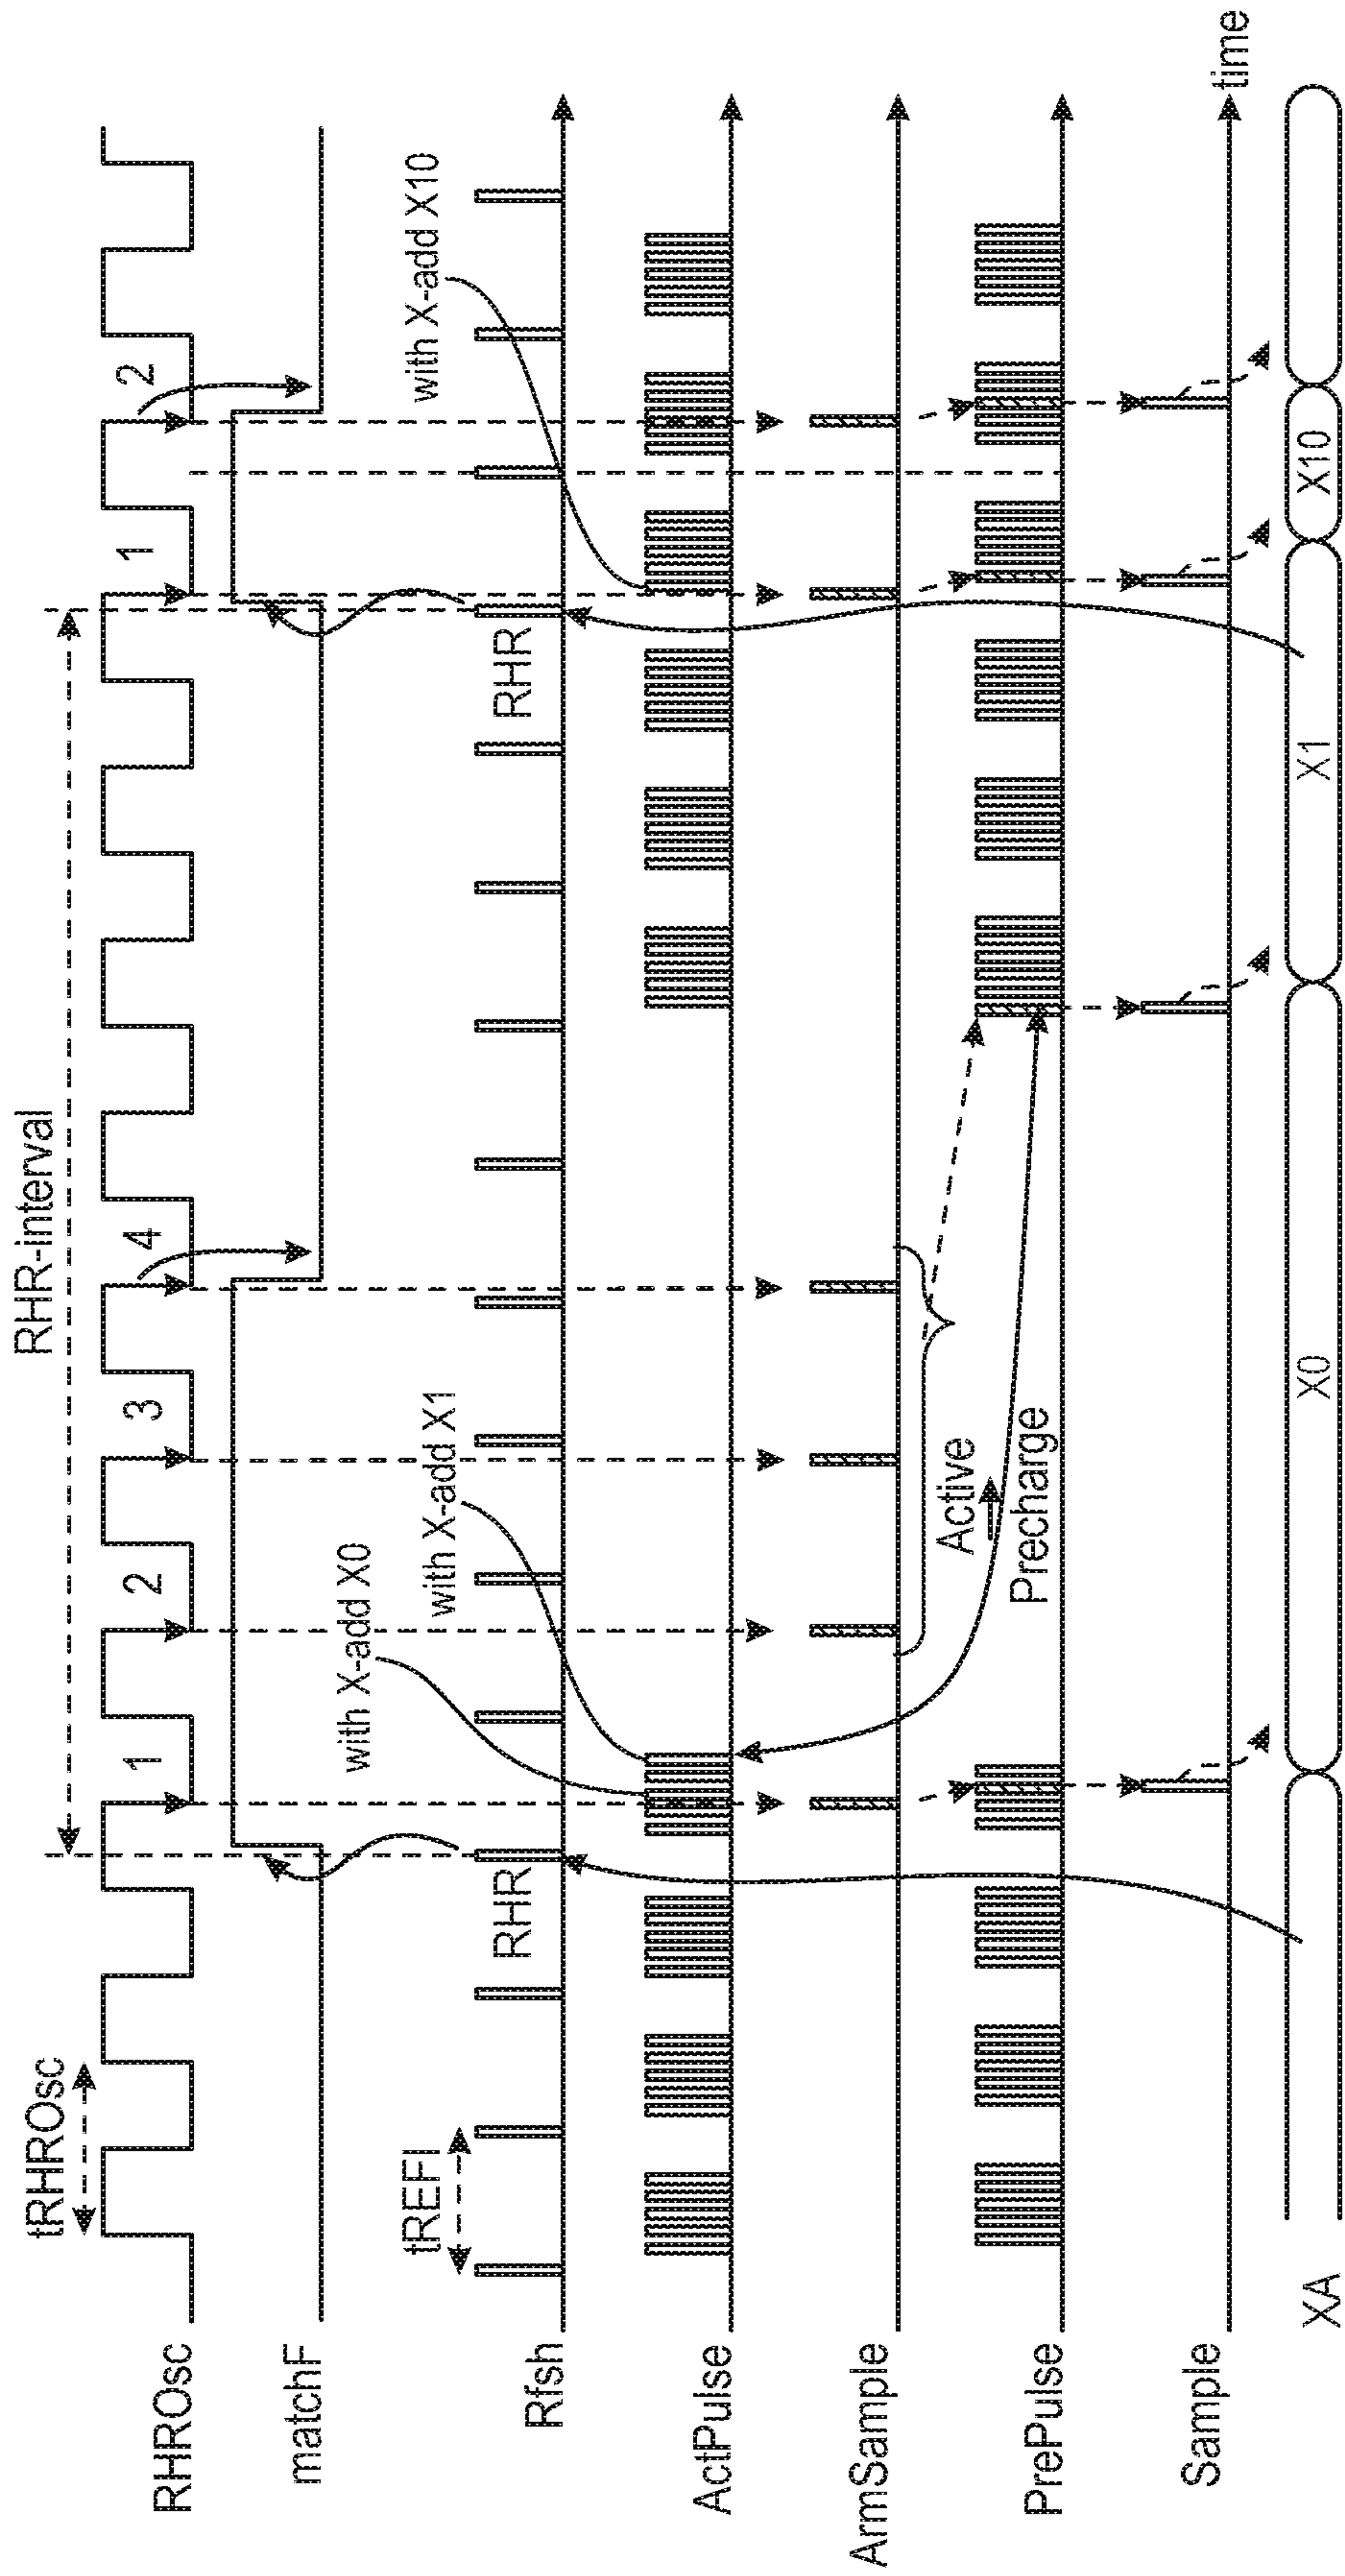 RHR-interval
tRHROsc
RHROsc
1
2
3
4
1
2
matchF
with X-add X0
with X-add X1
with X-add X10
tREFI
RHR
RHR
Rfsh
ActPulse
ArmSample
Active
Precharge
PrePulse
Sample
time
XA
X0
X1
X10